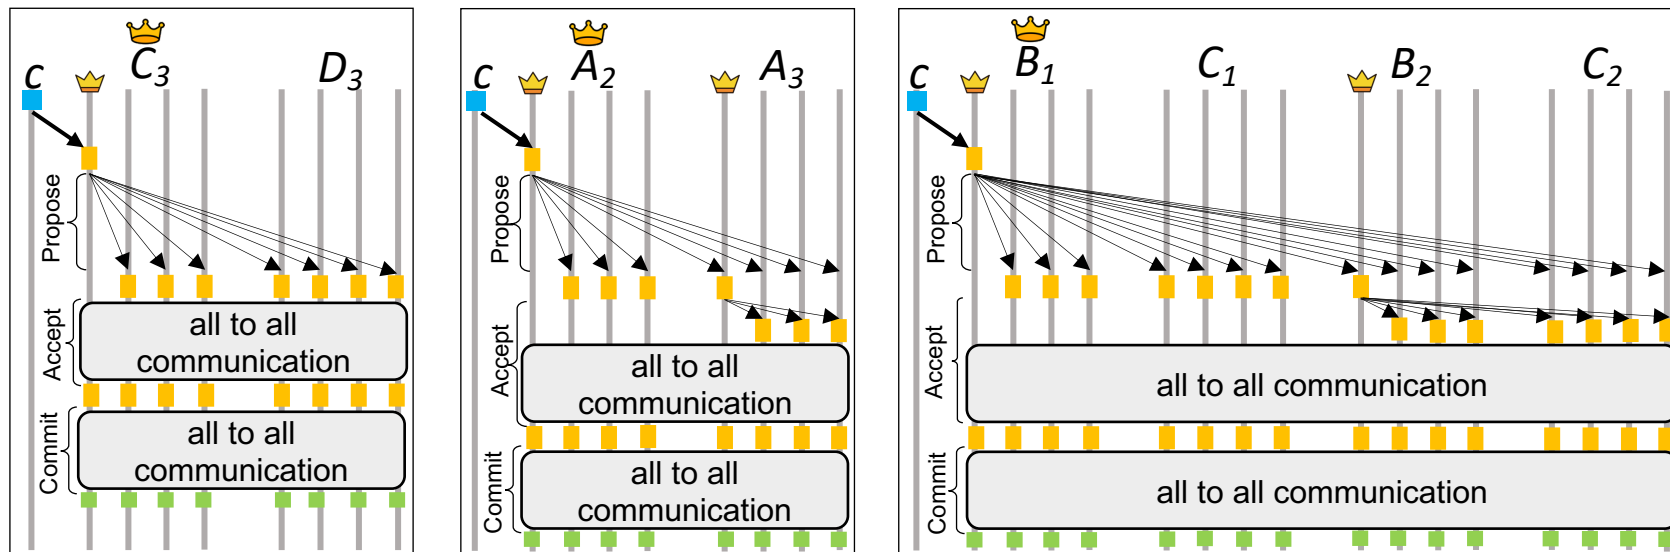 c
C3
D3
Propose
Accept
all to all
communication
Commit
all to all
communication
c
A2
A3
Propose
Accept
all to all
communication
Commit
all to all
communication
c
B1
C1
B2
C2
Propose
Accept
all to all communication
Commit
all to all communication